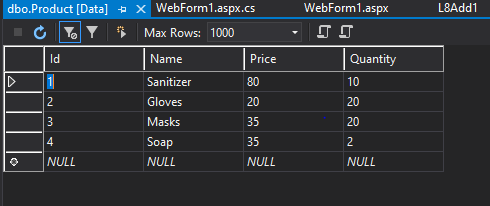 dbo.Product [Data] WebForm1.aspx.cs WebForm1.aspx L8Add1
Max Rows: 1000
Id Name Price Quantity
1 Sanitizer 80 10
2 Gloves 20 20
3 Masks 35 20
4 Soap 35 2
NULL NULL NULL NULL